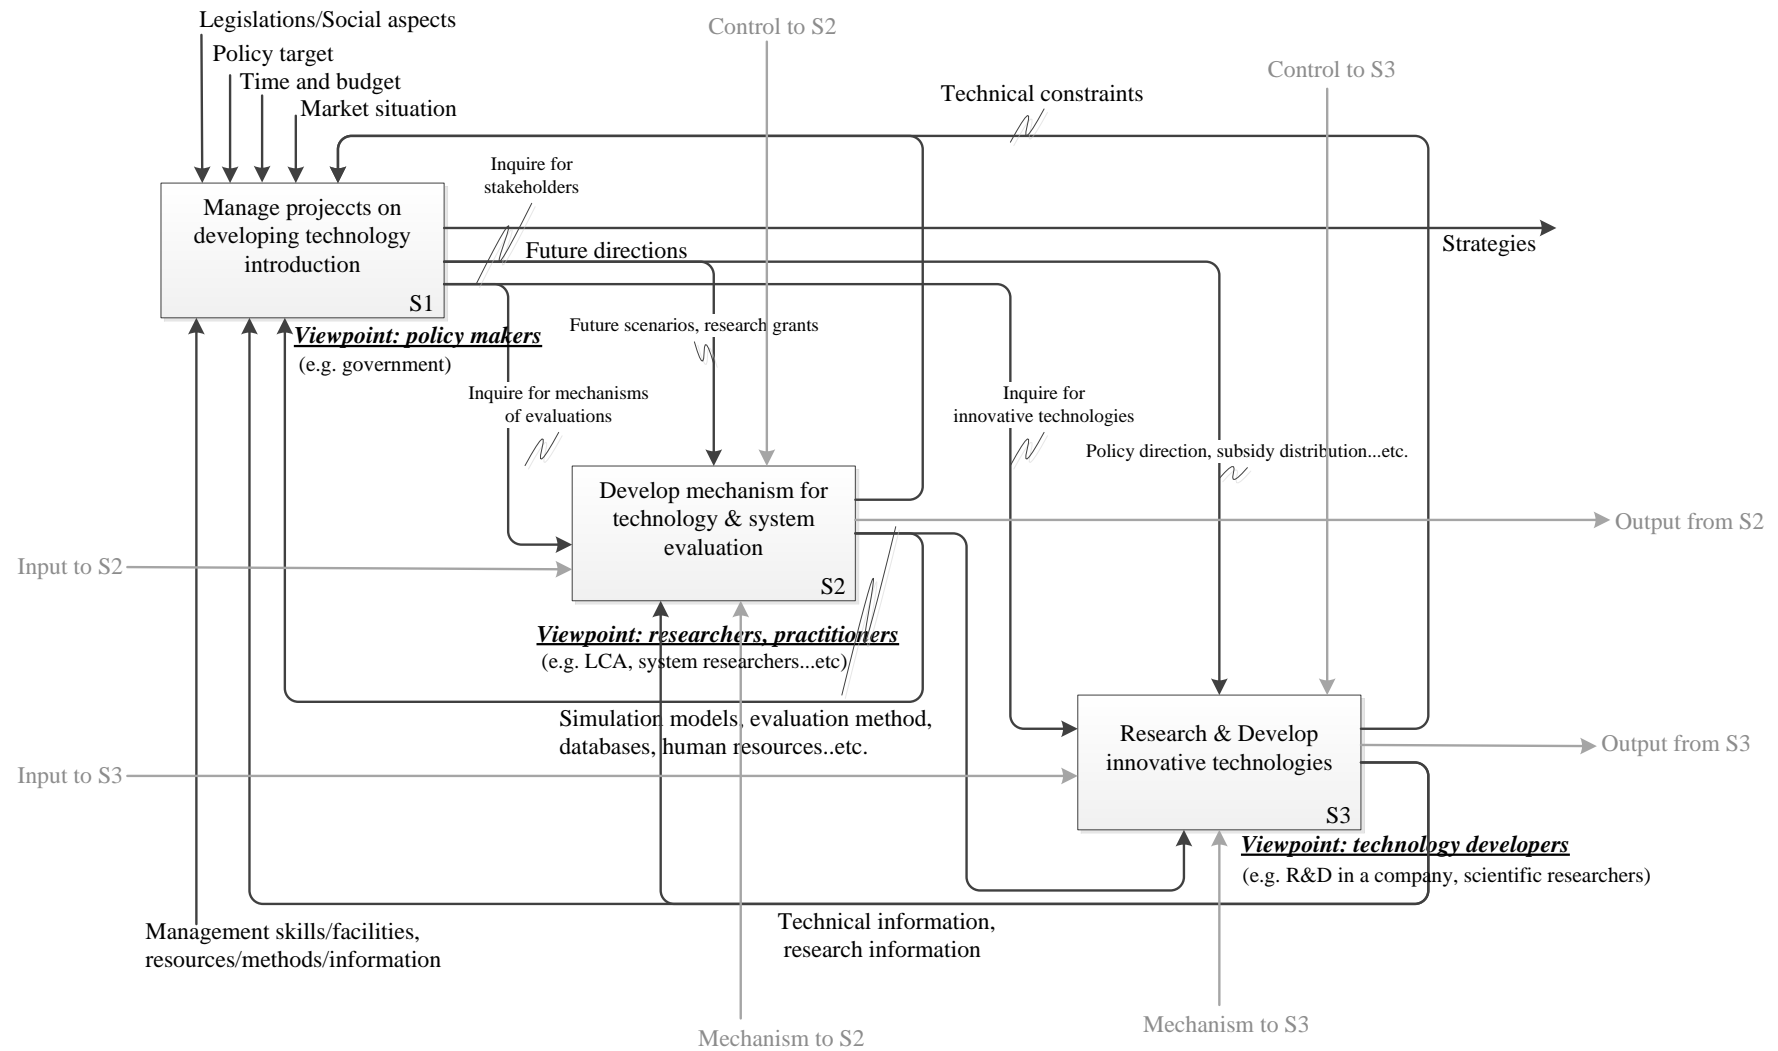 Legislations/Social aspects
Policy target
Time and budget
Market situation
Control to S2
Control to S3
Technical constraints
Inquire for
stakeholders
Manage projeccts on
developing technology
introduction
S1
Strategies
Future directions
Viewpoint: policy makers
(e.g. government)
Future scenarios, research grants
Inquire for mechanisms
of evaluations
Inquire for
innovative technologies
Policy direction, subsidy distribution...etc.
Develop mechanism for
technology & system
evaluation
S2
Output from S2
Input to S2
Viewpoint: researchers, practitioners
(e.g. LCA, system researchers...etc)
Simulation models, evaluation method,
databases, human resources..etc.
Research & Develop
innovative technologies
S3
Output from S3
Input to S3
Viewpoint: technology developers
(e.g. R&D in a company, scientific researchers)
Management skills/facilities,
resources/methods/information
Technical information,
research information
Mechanism to S2
Mechanism to S3